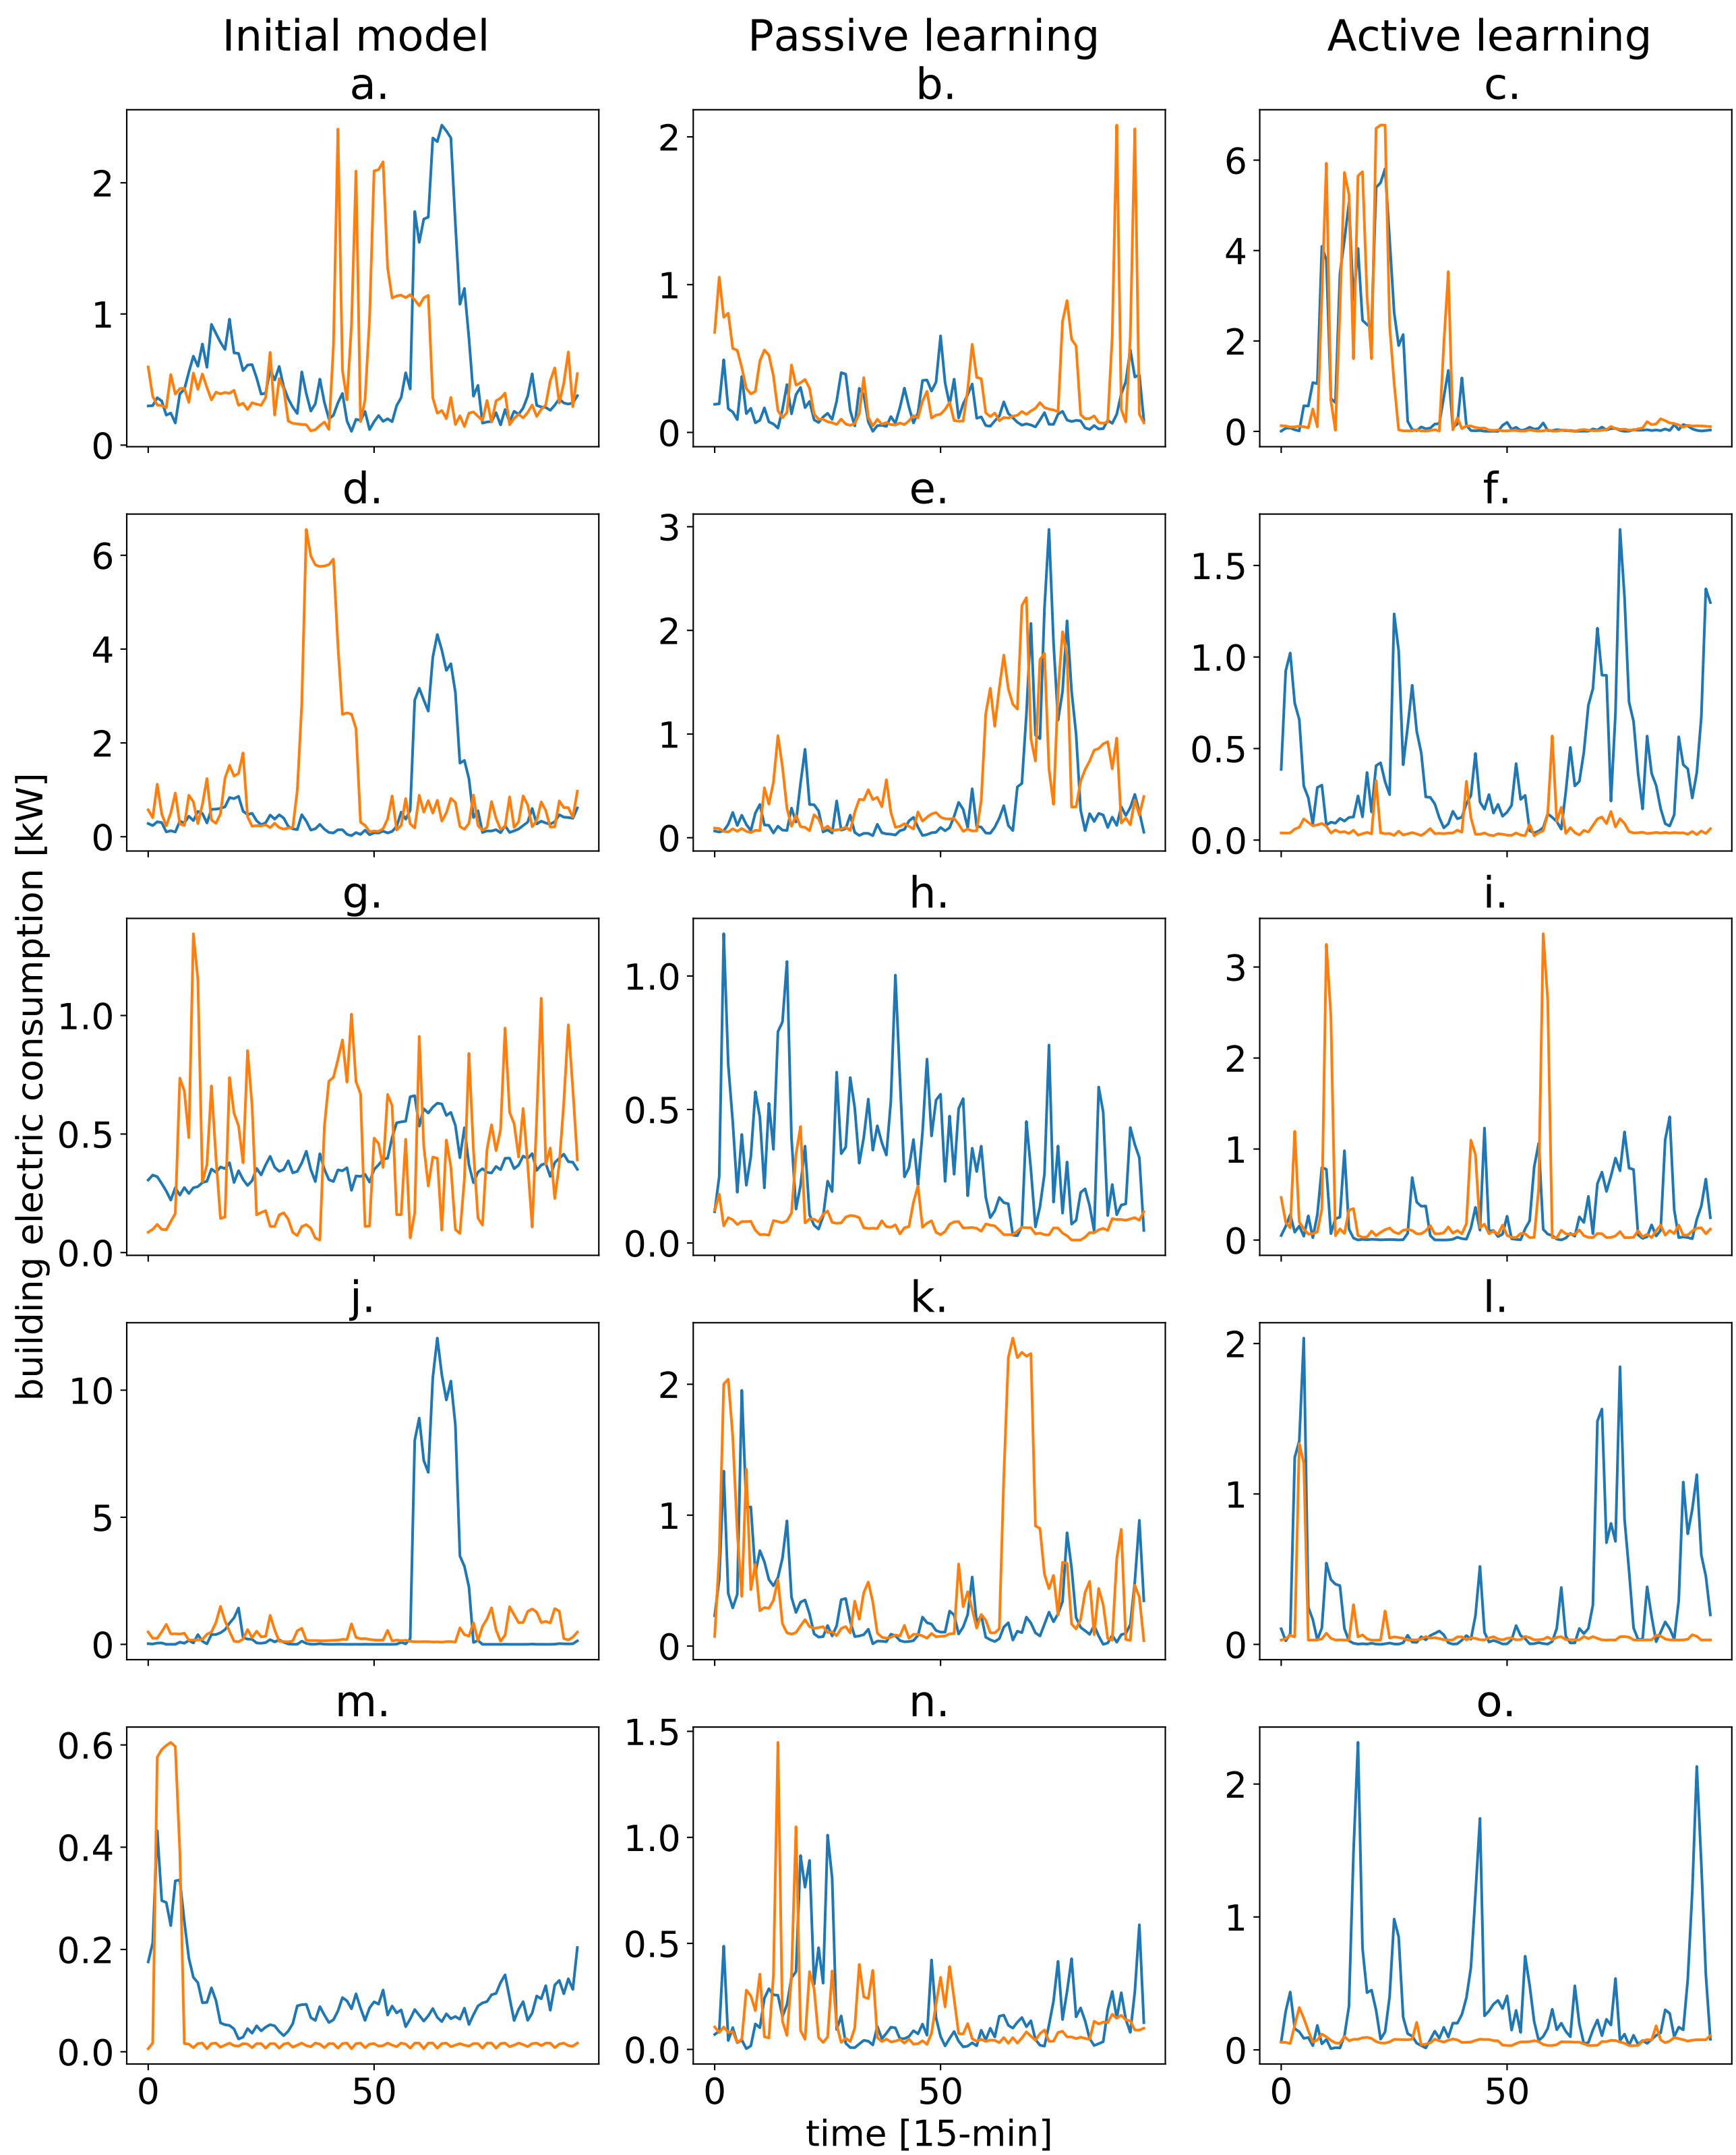 Initial model Passive learning Active learning
a. b. c.
2 2 6
1 1 4
0 0 2
0
d. e. f.
6 3 1.5
4 2 1.0
2 1 0.5
0 0 0.0
building electric consumption [kW]
g. h. i.
1.0 1.0 3
0.5 0.5 2
0.0 0.0 1
0
j. k. l.
10 2 2
5 1 1
0 0 0
m. n. o.
0.6 1.5 2
0.4 1.0 1
0.2 0.5 0
0.0 0.0
0 50 0 50 0 50
time [15-min]